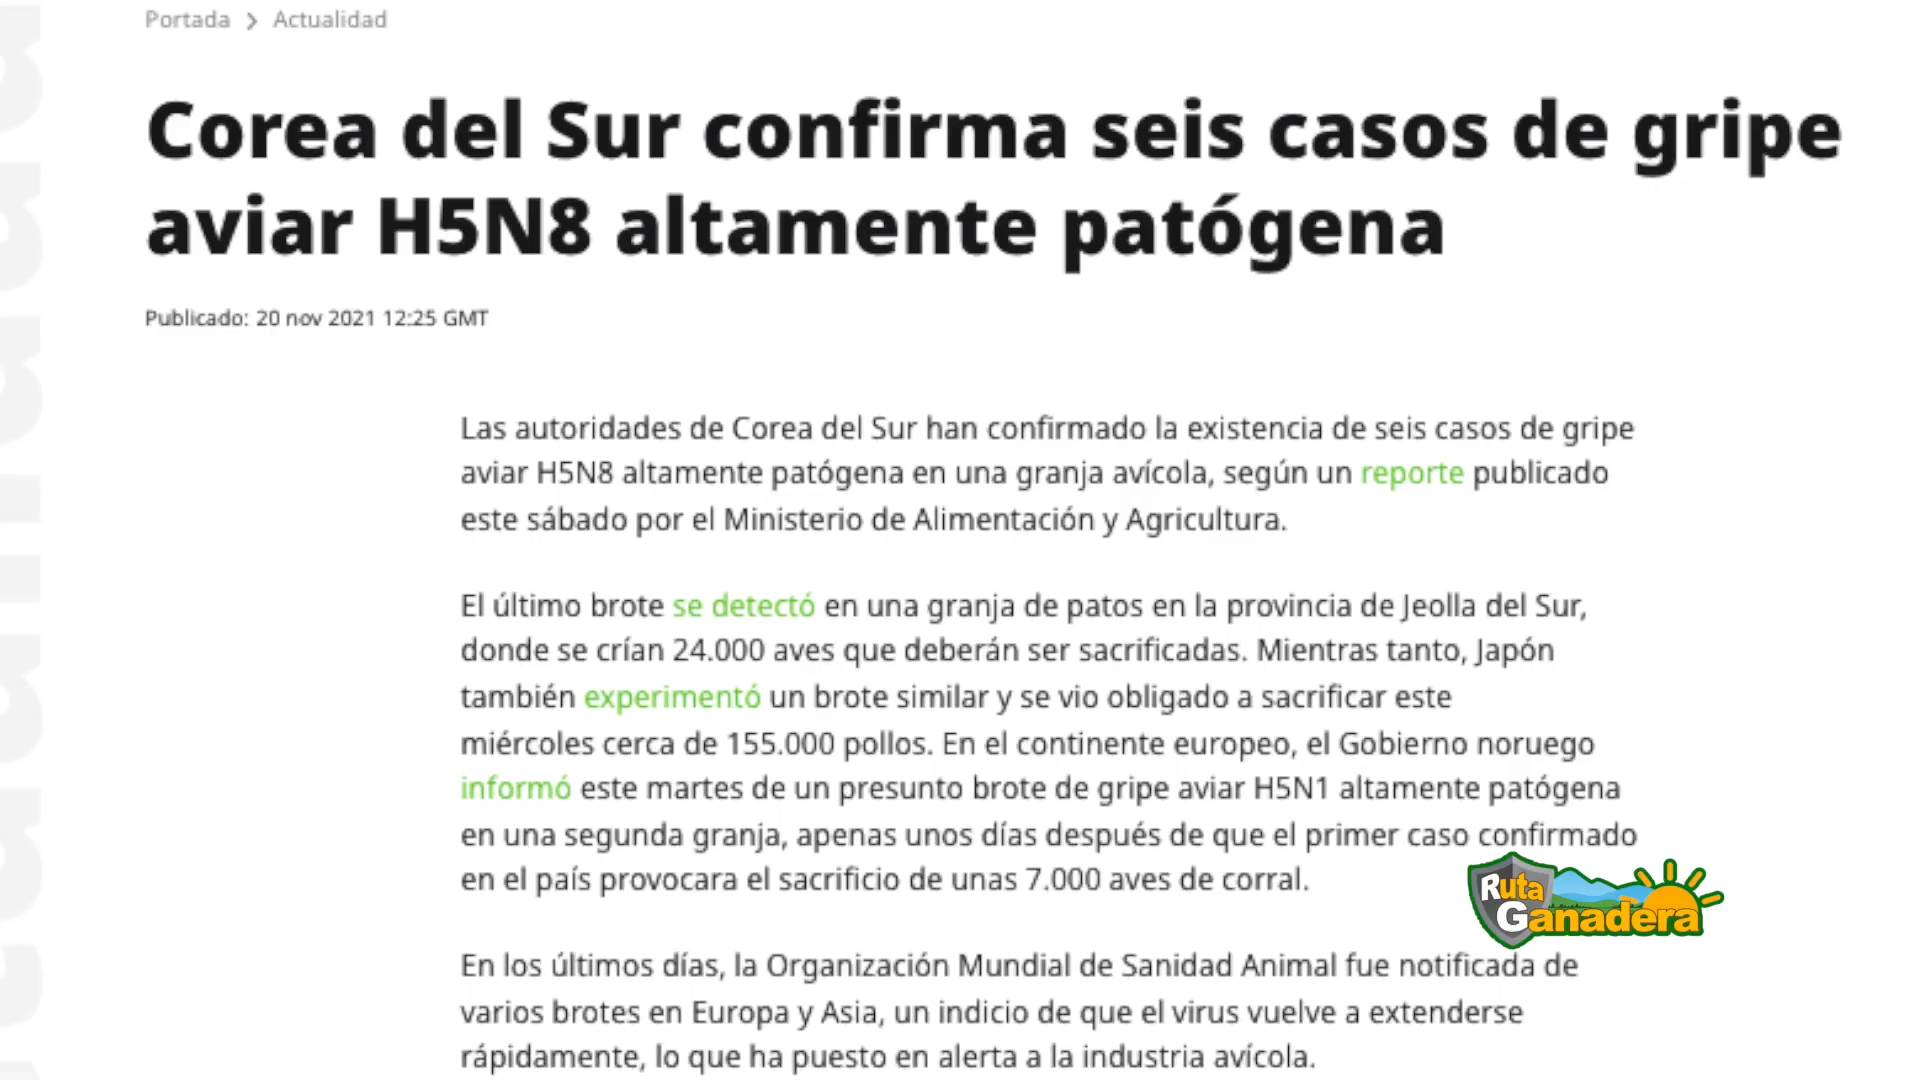 Portada > Actualidad
Corea del Sur confirma seis casos de gripe
aviar H5N8 altamente patógena
Publicado: 20 nov 2021 12:25 GMT
Las autoridades de Corea del Sur han confirmado la existencia de seis casos de gripe
aviar H5N8 altamente patógena en una granja avícola, según un reporte publicado
este sábado por el Ministerio de Alimentación y Agricultura.
El último brote se detectó en una granja de patos en la provincia de Jeolla del Sur,
donde se crían 24.000 aves que deberán ser sacrificadas. Mientras tanto, Japón
también experimentó un brote similar y se vio obligado a sacrificar este
miércoles cerca de 155.000 pollos. En el continente europeo, el Gobierno noruego
informó este martes de un presunto brote de gripe aviar H5N1 altamente patógena
en una segunda granja, apenas unos días después de que el primer caso confirmado
en el país provocara el sacrificio de unas 7.000 aves de corral.
Ruta
Ganadera
En los últimos días, la Organización Mundial de Sanidad Animal fue notificada de
varios brotes en Europa y Asia, un indicio de que el virus vuelve a extenderse
rápidamente, lo que ha puesto en alerta a la industria avícola.